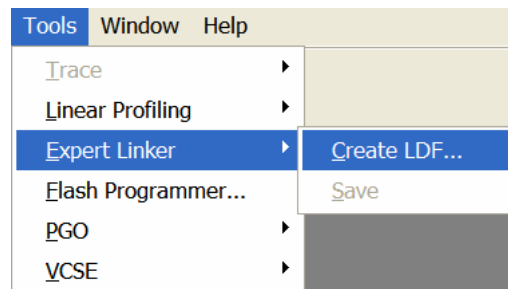 Tools Window Help
Trace
Linear Profiling
Expert Linker Create LDF...
Flash Programmer... Save
PGO
VCSE